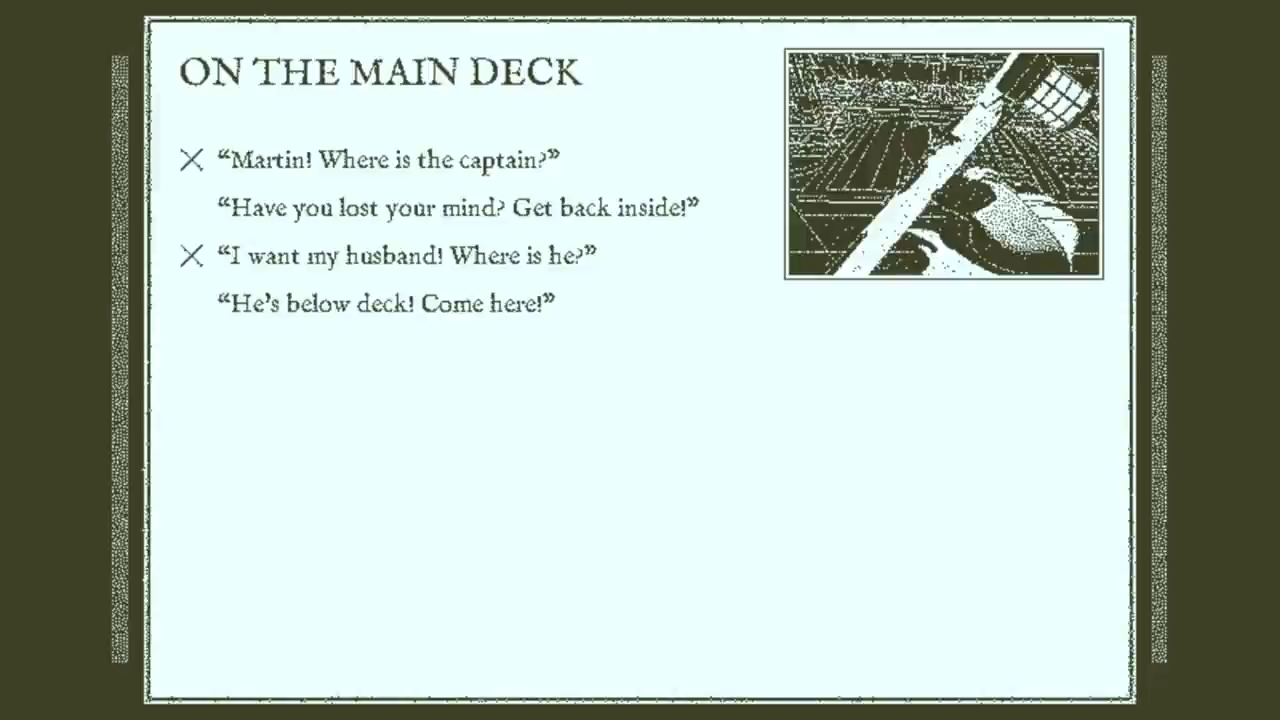 ON THE MAIN DECK
“Martin! Where is the captain?”
“Have you lost your mind? Get back inside!”
“I want my husband! Where is he?”
“He’s below deck! Come here!”